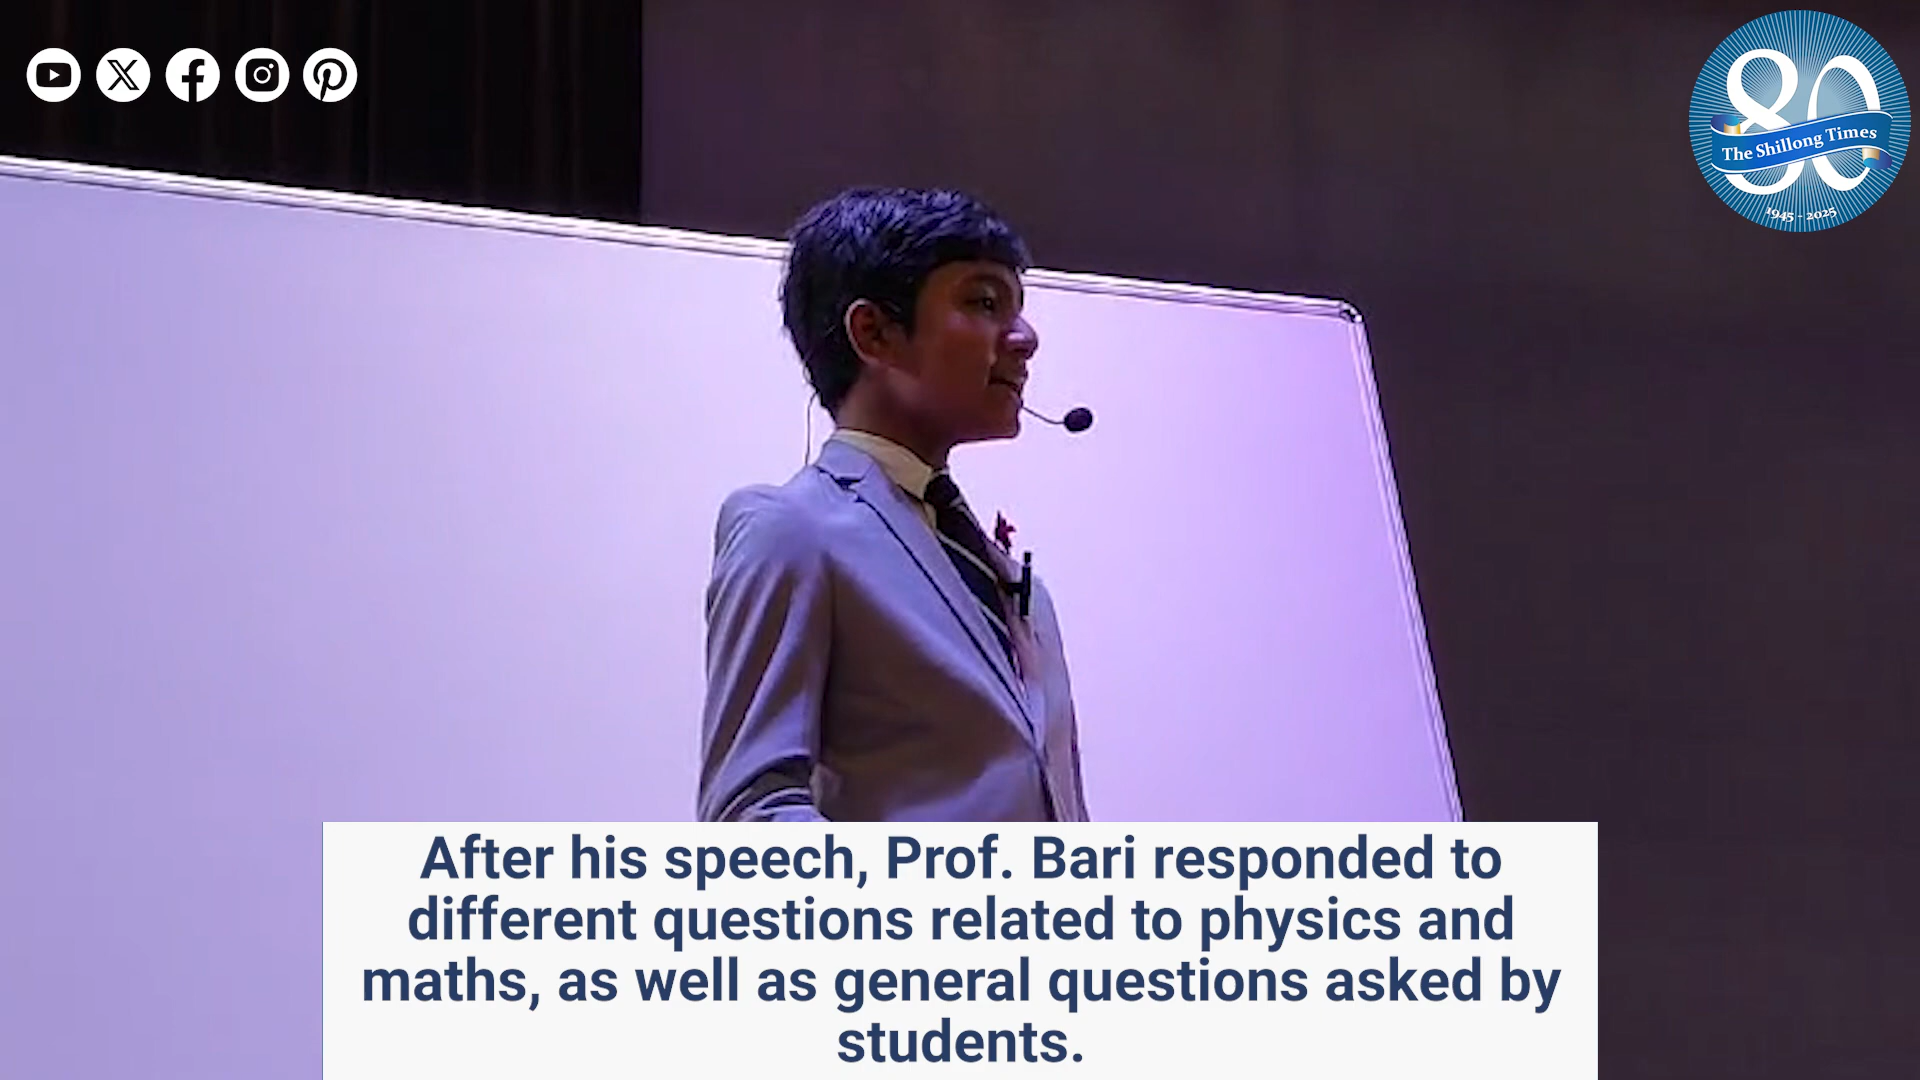 80
The Shillong Times
1945 - 2025
After his speech, Prof. Bari responded to
different questions related to physics and
maths, as well as general questions asked by
students.